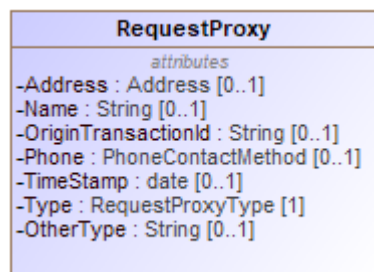 RequestProxy
attributes
-Address : Address [0..1]
-Name : String [0..1]
-OriginTransactionId : String [0..1]
-Phone : PhoneContactMethod [0..1]
-TimeStamp : date [0..1]
-Type : RequestProxyType [1]
-OtherType : String [0..1]